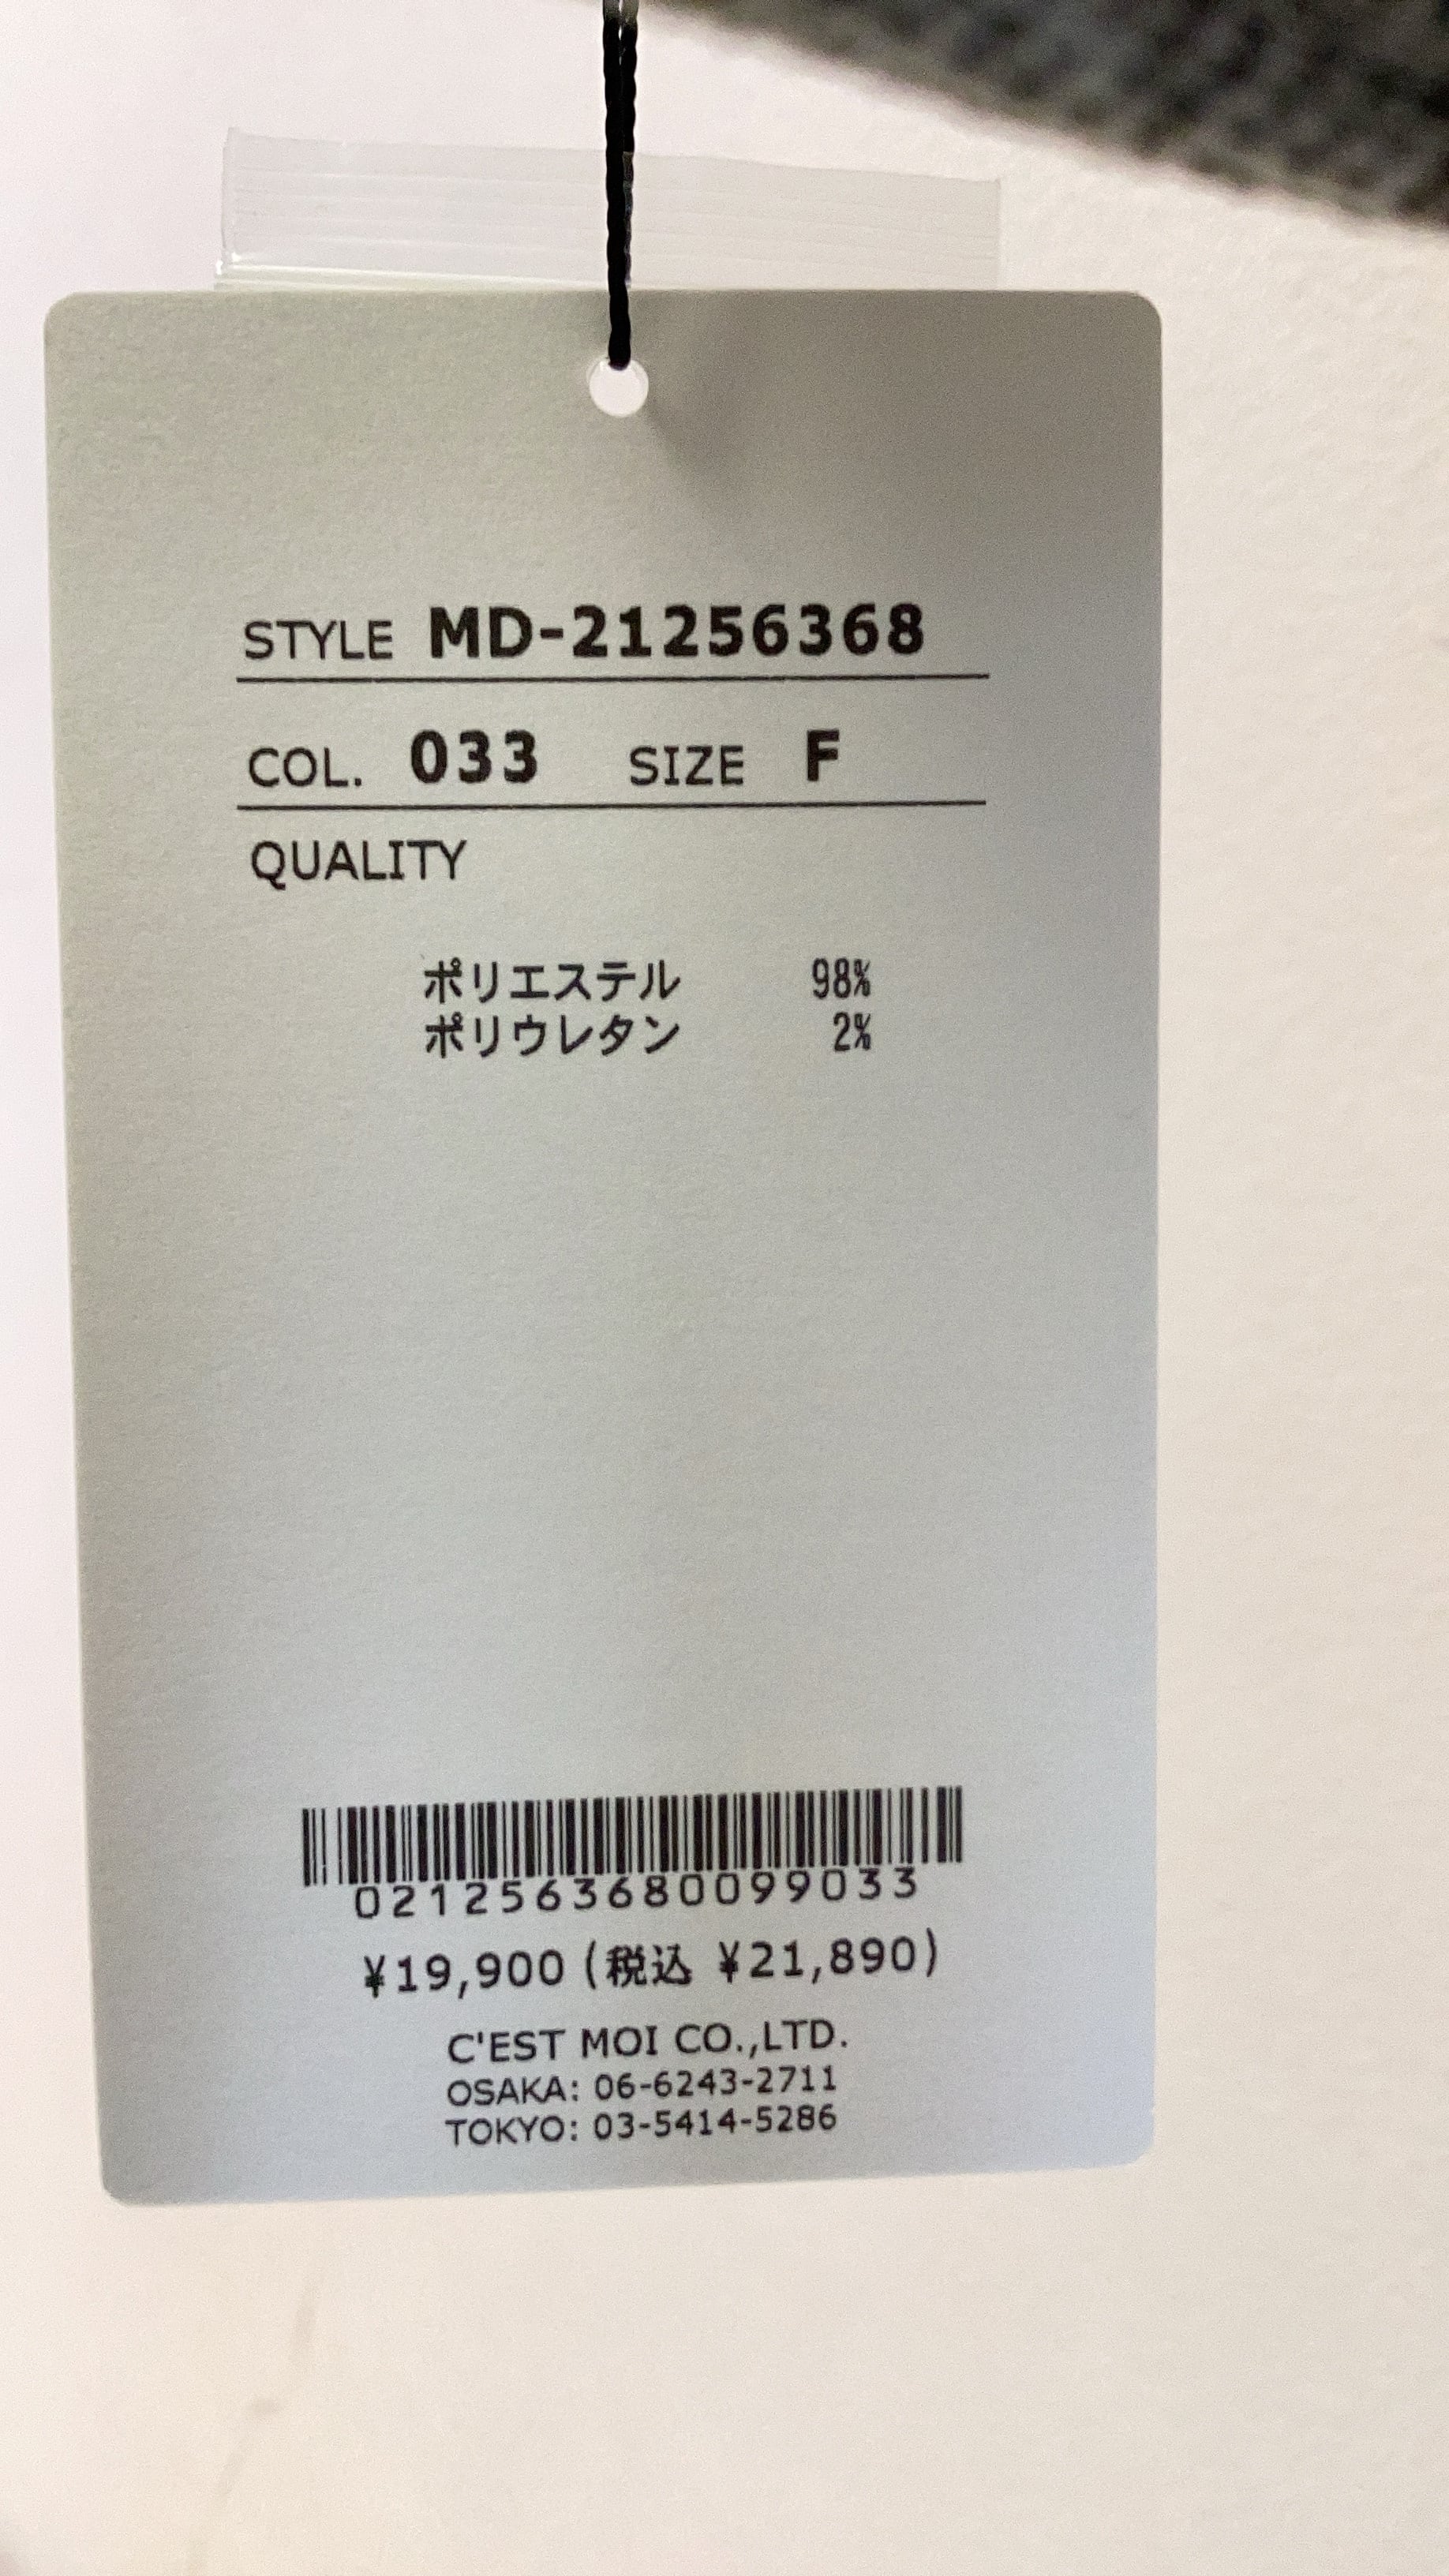 STYLE MD-21256368
COL. 033 SIZE F
QUALITY
ポリエステル 98%
ポリウレタン 2%
0212563680099033
¥19,900 (税込 ¥21,890)
C'EST MOI CO.,LTD.
OSAKA: 06-6243-2711
TOKYO: 03-5414-5286